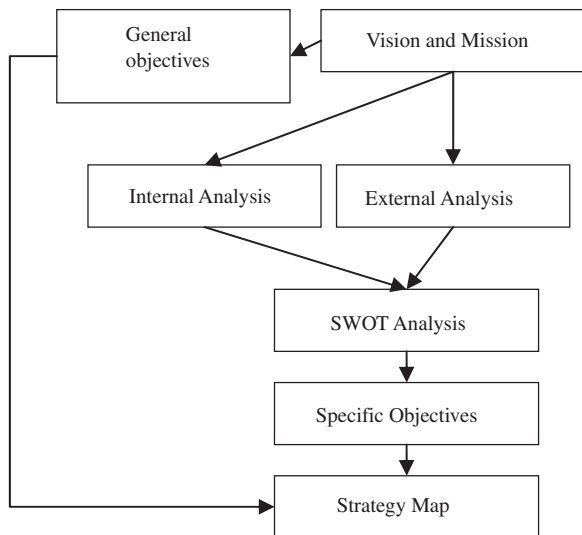 General
objectives
Vision and Mission
Internal Analysis
External Analysis
SWOT Analysis
Specific Objectives
Strategy Map